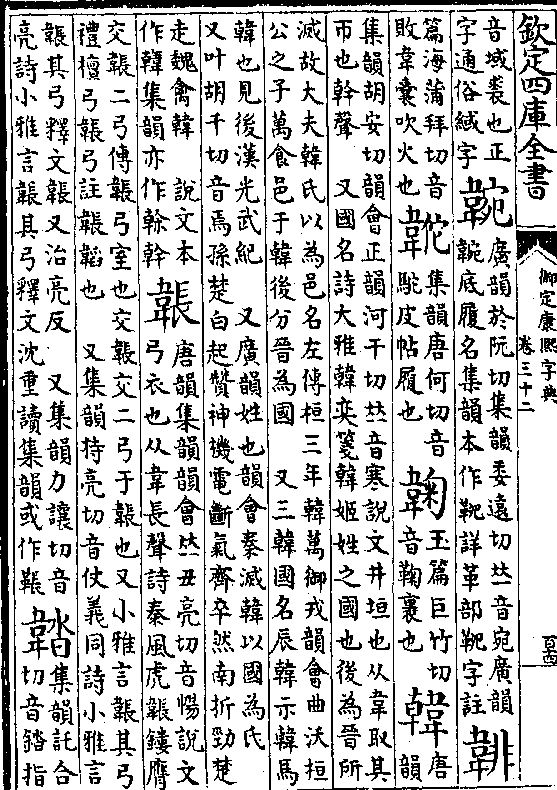 欽定四庫全書
御定康熙字典
卷三十二
音域裘也正
字通俗緎字
䩊
廣韻於阮切集韻委遠切𠀤音宛廣韻
䩊底履名集韻本作鞔詳革部鞔字註
韛
篇海蒲拜切音
敗韋囊吹火也
集韻唐何切音
駝皮帖履也
玉篇巨竹切
音鞠裹也
韓
唐韻
集韻胡安切韻會正韻河干切𠀤音寒說文井垣也从韋取其
帀也倝聲 又國名詩大雅韓奕箋韓姬姓之國也後為晉所
滅故大夫韓氏以為邑名左傳桓三年韓萬御戎韻會曲沃桓
公之子萬食邑于韓後分晉為國 又三韓國名辰韓示韓馬
韓也見後漢光武紀 又廣韻姓也韻會秦滅韓以國為氏
又叶胡千切音焉孫楚白起贊神機電斷氣齊卒然南折勁楚
走魏禽韓 說文本
作韓集韻亦作榦幹
韔
唐韻集韻韻會𠀤丑亮切音悵說文
弓衣也从韋長聲詩秦風虎韔鏤膺
交韔二弓傳韔弓室也交韔交二弓于韔也又小雅言韔其弓
禮檀弓韔弓註韔韜也 又集韻持亮切音仗義同詩小雅言
韔其弓釋文韔又治亮反 又集韻力讓切音
亮詩小雅言韔其弓釋文沈重讀集韻或作䩨
韜
集韻託合
切音錔指